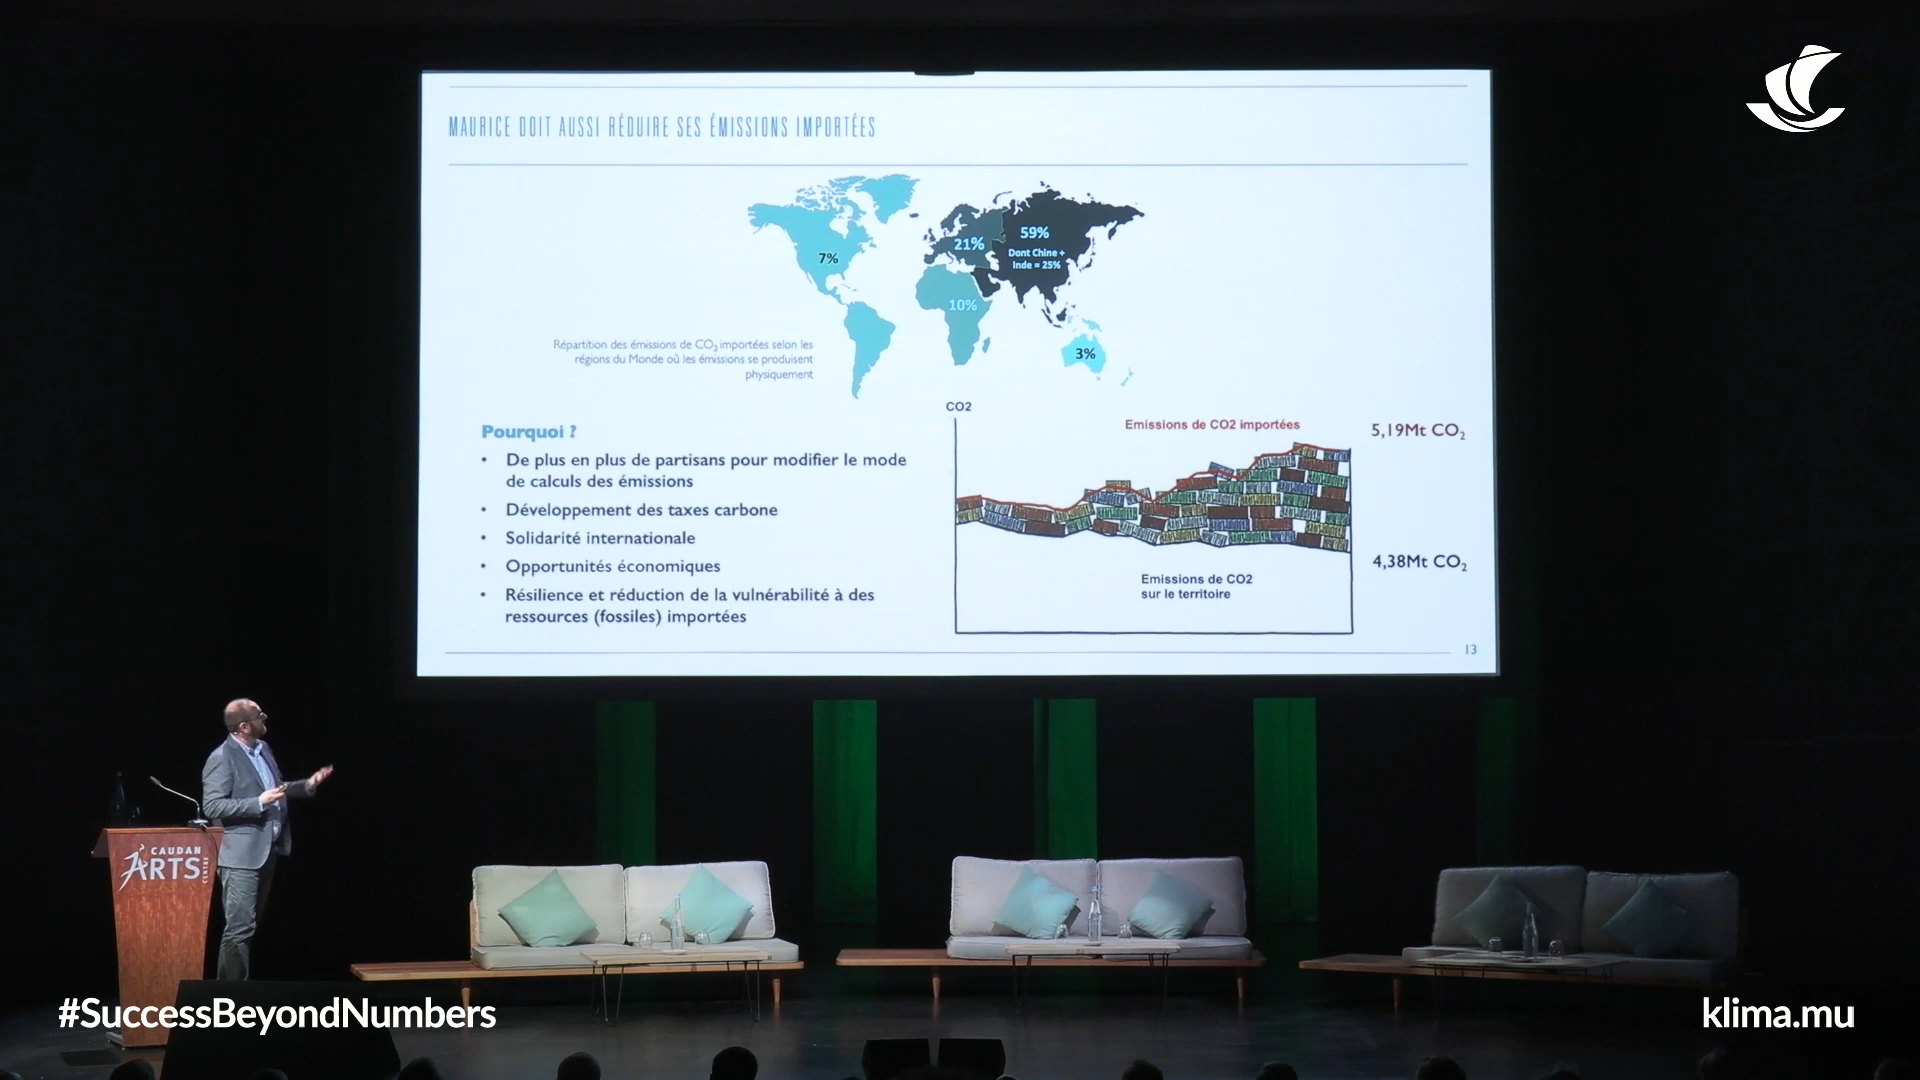 MAURICE DOIT AUSSI RÉDUIRE SES ÉMISSIONS IMPORTÉES
7%
21%
59%
Dont Chine +
Inde = 25%
10%
3%
Répartition des émissions de CO2 importées selon les
régions du Monde où les émissions se produisent
physiquement
Pourquoi ?
• De plus en plus de partisans pour modifier le mode
de calculs des émissions
• Développement des taxes carbone
• Solidarité internationale
• Opportunités économiques
• Résilience et réduction de la vulnérabilité à des
ressources (fossiles) importées
CO2
Emissions de CO2 importées
5,19Mt CO2
4,38Mt CO2
Emissions de CO2
sur le territoire
13
CAUDAN
ARTS
CENTRE
#SuccessBeyondNumbers
klima.mu